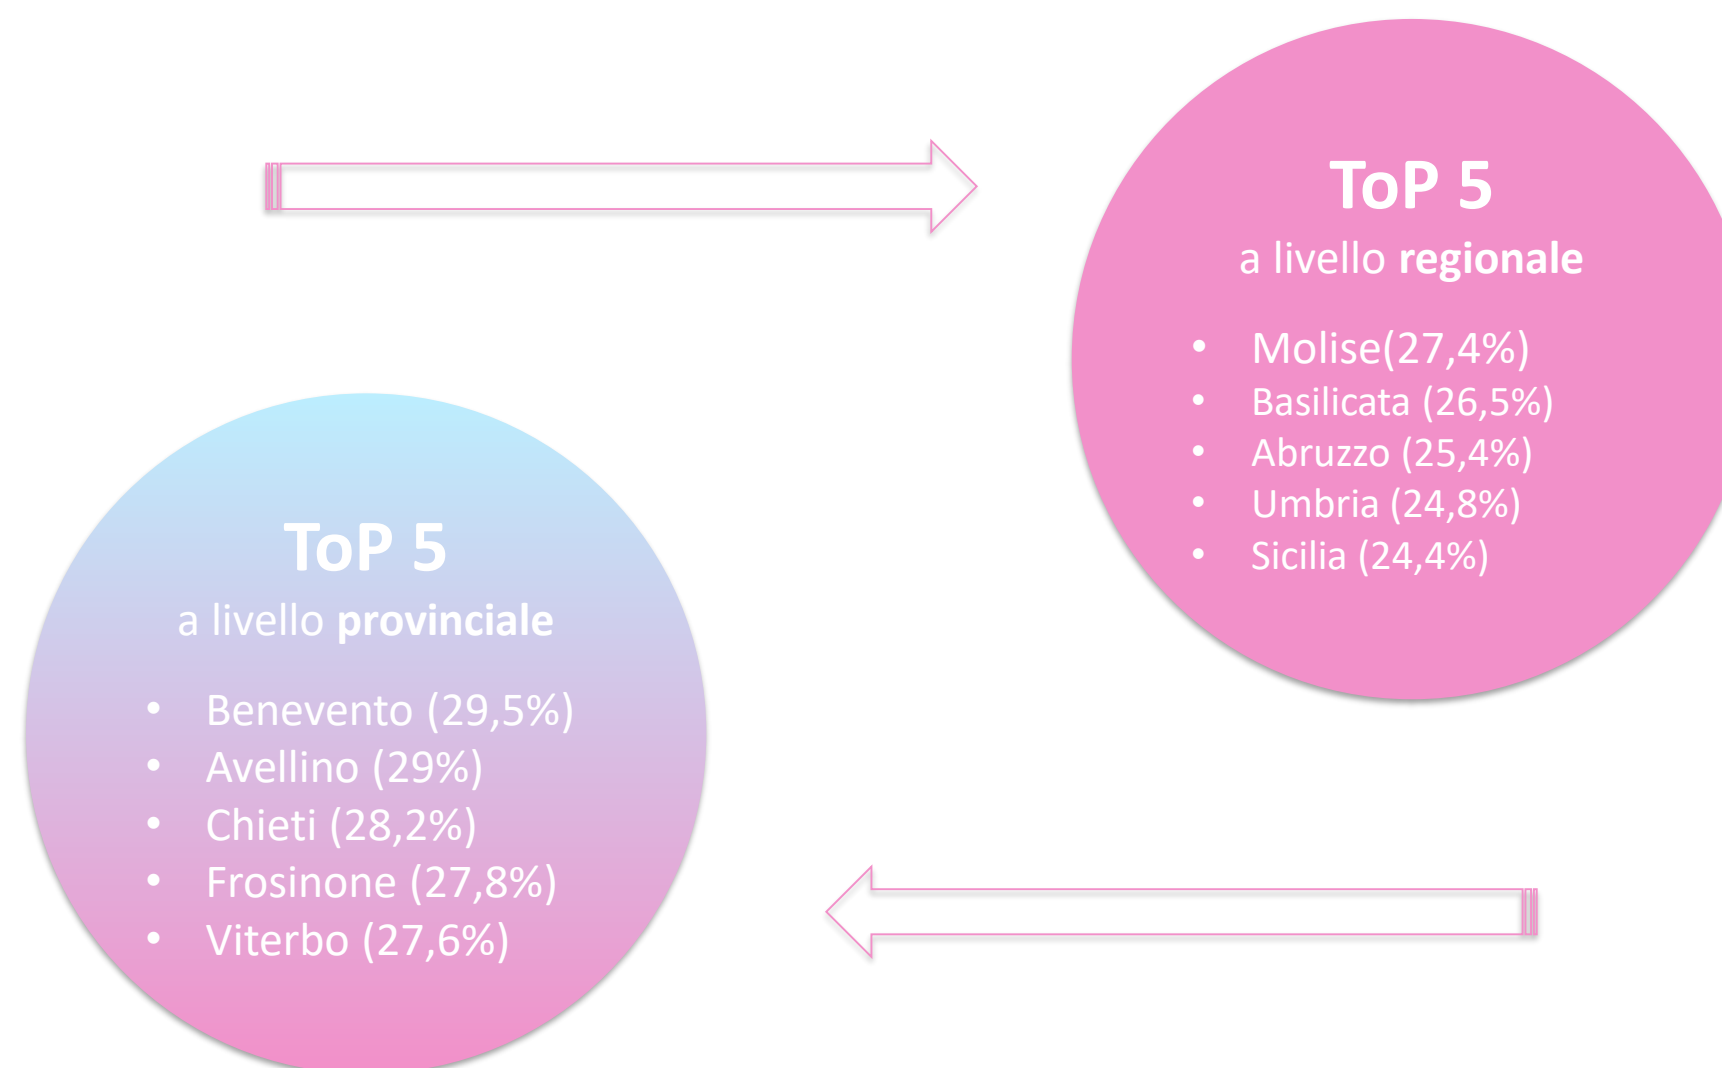 ToP 5
a livello regionale
• Molise(27,4%)
• Basilicata (26,5%)
• Abruzzo (25,4%)
• Umbria (24,8%)
• Sicilia (24,4%)
ToP 5
a livello provinciale
• Benevento (29,5%)
• Avellino (29%)
• Chieti (28,2%)
• Frosinone (27,8%)
• Viterbo (27,6%)